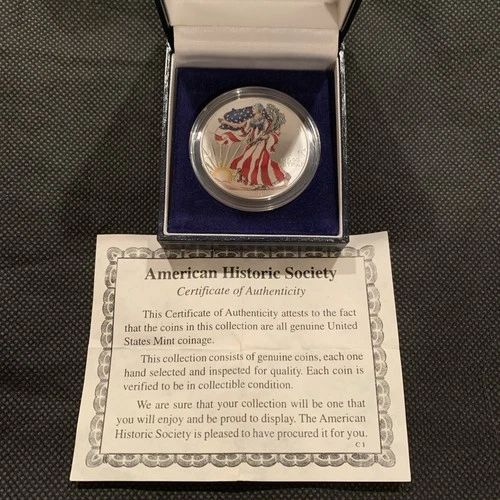 American Historic Society
Certificate of Authenticity
This Certificate of Authenticity attests to the fact
that the coins in this collection are all genuine United
States Mint coinage.
This collection consists of genuine coins, each one
hand selected and inspected for quality. Each coin is
verified to be in collectible condition.
We are sure that your collection will be one that
you will enjoy and be proud to display. The American
Historic Society is pleased to have procured it for you.
C 1